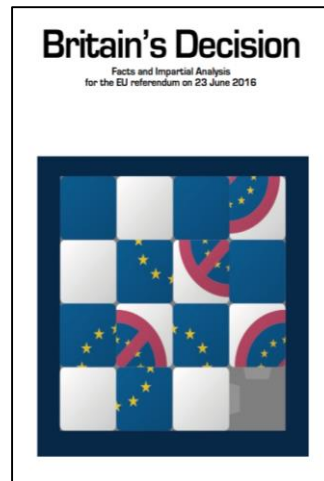 Britain's Decision
Facts and Impartial Analysis
for the EU referendum on 23 June 2016